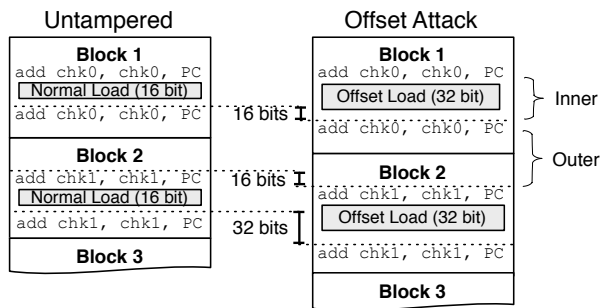 Untampered
Block 1
add chk0, chk0, PC
Normal Load (16 bit)
add chk0, chk0, PC
Block 2
add chk1, chk1, PC
Normal Load (16 bit)
add chk1, chk1, PC
Block 3
16 bits
16 bits
32 bits
Offset Attack
Block 1
add chk0, chk0, PC
Offset Load (32 bit)
add chk0, chk0, PC
Block 2
add chk1, chk1, PC
Offset Load (32 bit)
add chk1, chk1, PC
Block 3
Inner
Outer